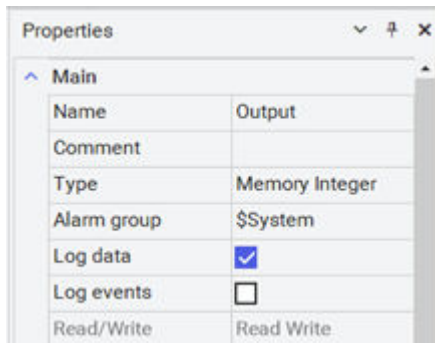 Properties
Main
Name Output
Comment
Type Memory Integer
Alarm group $System
Log data
Log events
Read/Write Read Write